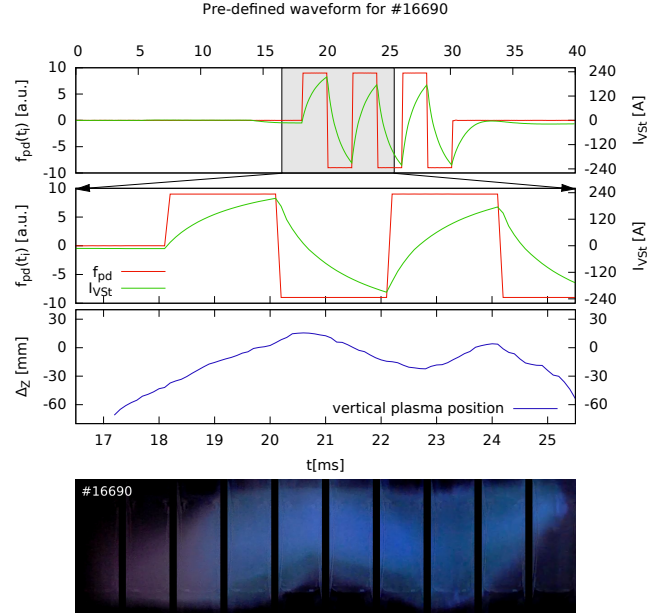 Pre-defined waveform for #16690
0 5 10 15 20 25 30 35 40
10
5
0
-5
-10
f_pd(t_i) [a.u.]
240
120
0
-120
-240
I_VSt [A]
10
5
0
-5
-10
f_pd(t_i) [a.u.]
f_pd
I_VSt
240
120
0
-120
-240
I_VSt [A]
30
0
-30
-60
Δ_Z [mm]
30
0
-30
-60
vertical plasma position
17 18 19 20 21 22 23 24 25
t[ms]
#16690